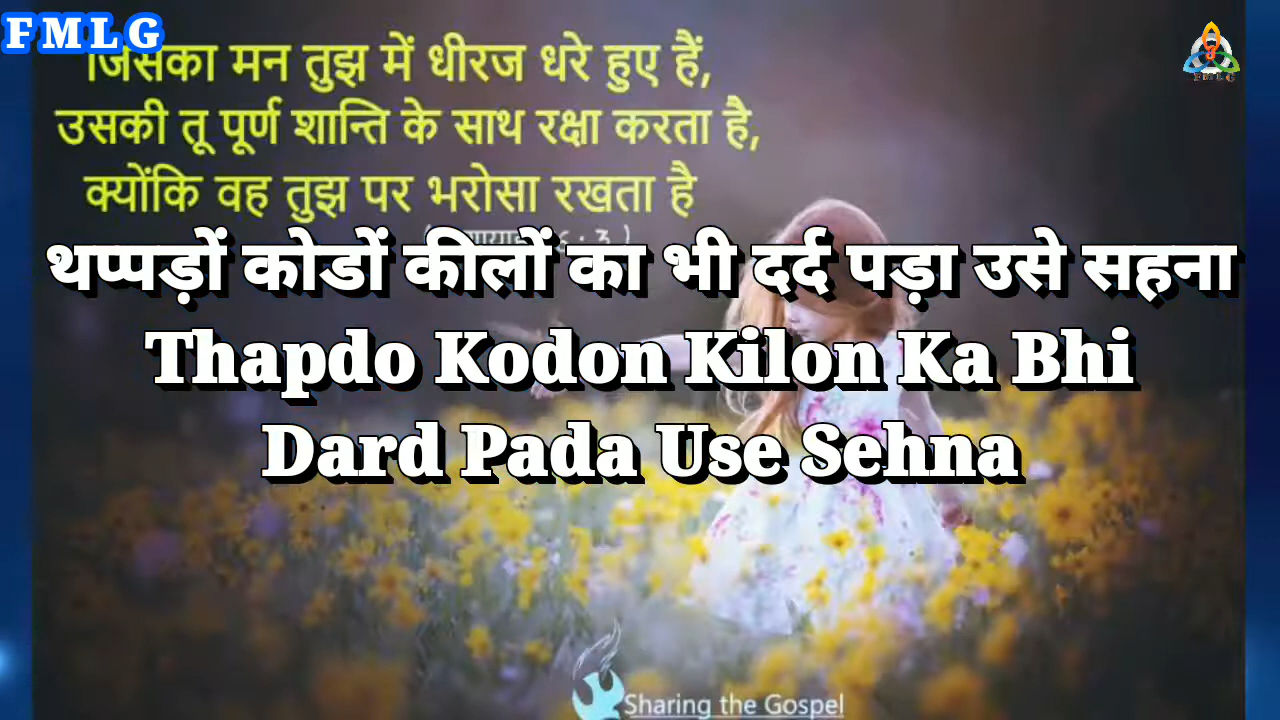 FMLG
FMLG
जिसका मन तुझ में धीरज धरे हुए हैं,
उसकी तू पूर्ण शान्ति के साथ रक्षा करता है,
क्योंकि वह तुझ पर भरोसा रखता है
थप्पड़ों कोडों कीलों का भी दर्द पड़ा उसे सहना
Thapdo Kodon Kilon Ka Bhi
Dard Pada Use Sehna
Sharing the Gospel